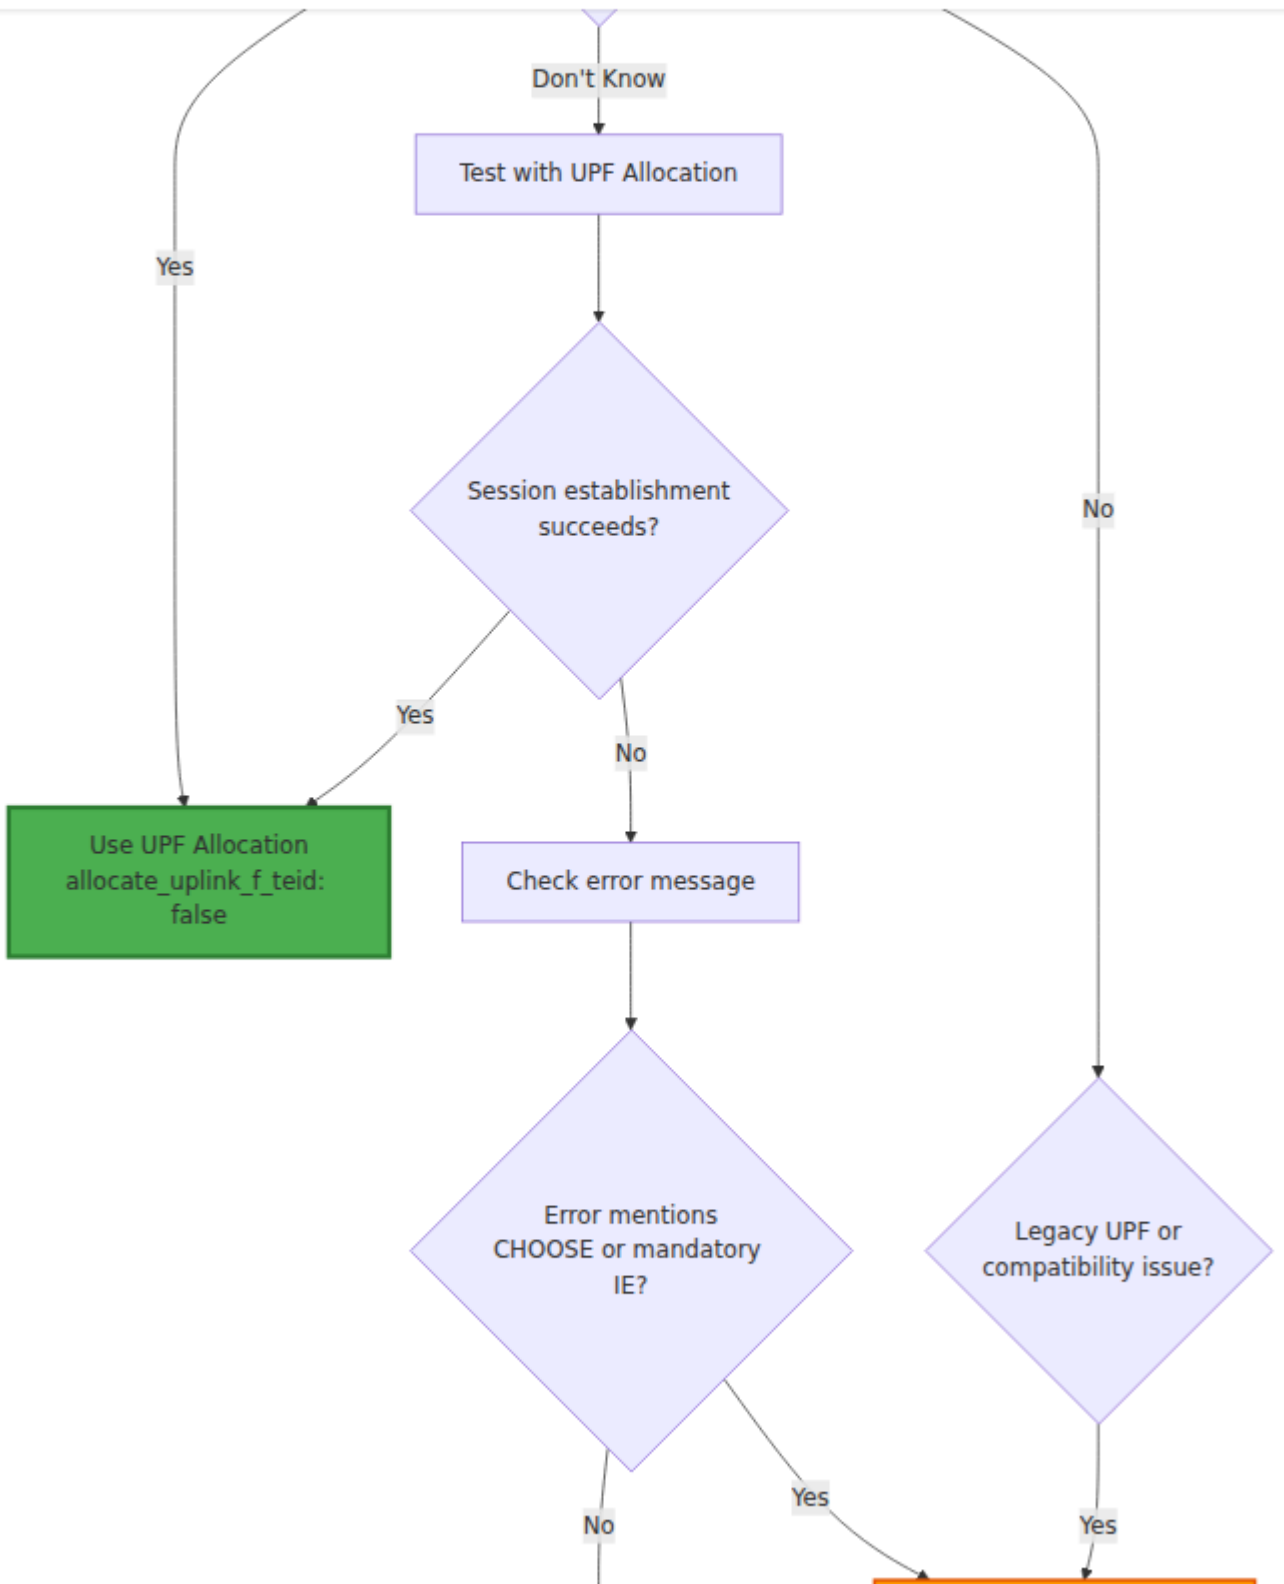 Don't Know
Test with UPF Allocation
Yes
Session establishment
succeeds?
No
Yes
No
Use UPF Allocation
allocate_uplink_f_teid:
false
Check error message
Error mentions
CHOOSE or mandatory
IE?
Legacy UPF or
compatibility issue?
Yes
No
Yes